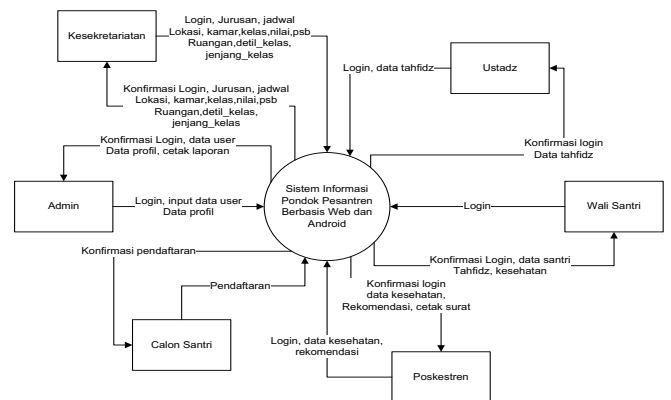 Kesekretariatan
Login, Jurusan, jadwal
Lokasi, kamar,kelas,nilai,psb
Ruangan,detil_kelas,
jenjang_kelas
Login, data tahfidz
Ustadz
Konfirmasi Login, Jurusan, jadwal
Lokasi, kamar,kelas,nilai,psb
Ruangan,detil_kelas,
jenjang_kelas
Konfirmasi login
Data tahfidz
Konfirmasi Login, data user
Data profil, cetak laporan
Admin
Login, input data user
Data profil
Sistem Informasi
Pondok Pesantren
Berbasis Web dan
Android
Login
Wali Santri
Konfirmasi pendaftaran
Konfirmasi Login, data santri
Tahfidz, kesehatan
Pendaftaran
Konfirmasi login
data kesehatan,
Rekomendasi, cetak surat
Calon Santri
Login, data kesehatan,
rekomendasi
Poskestren